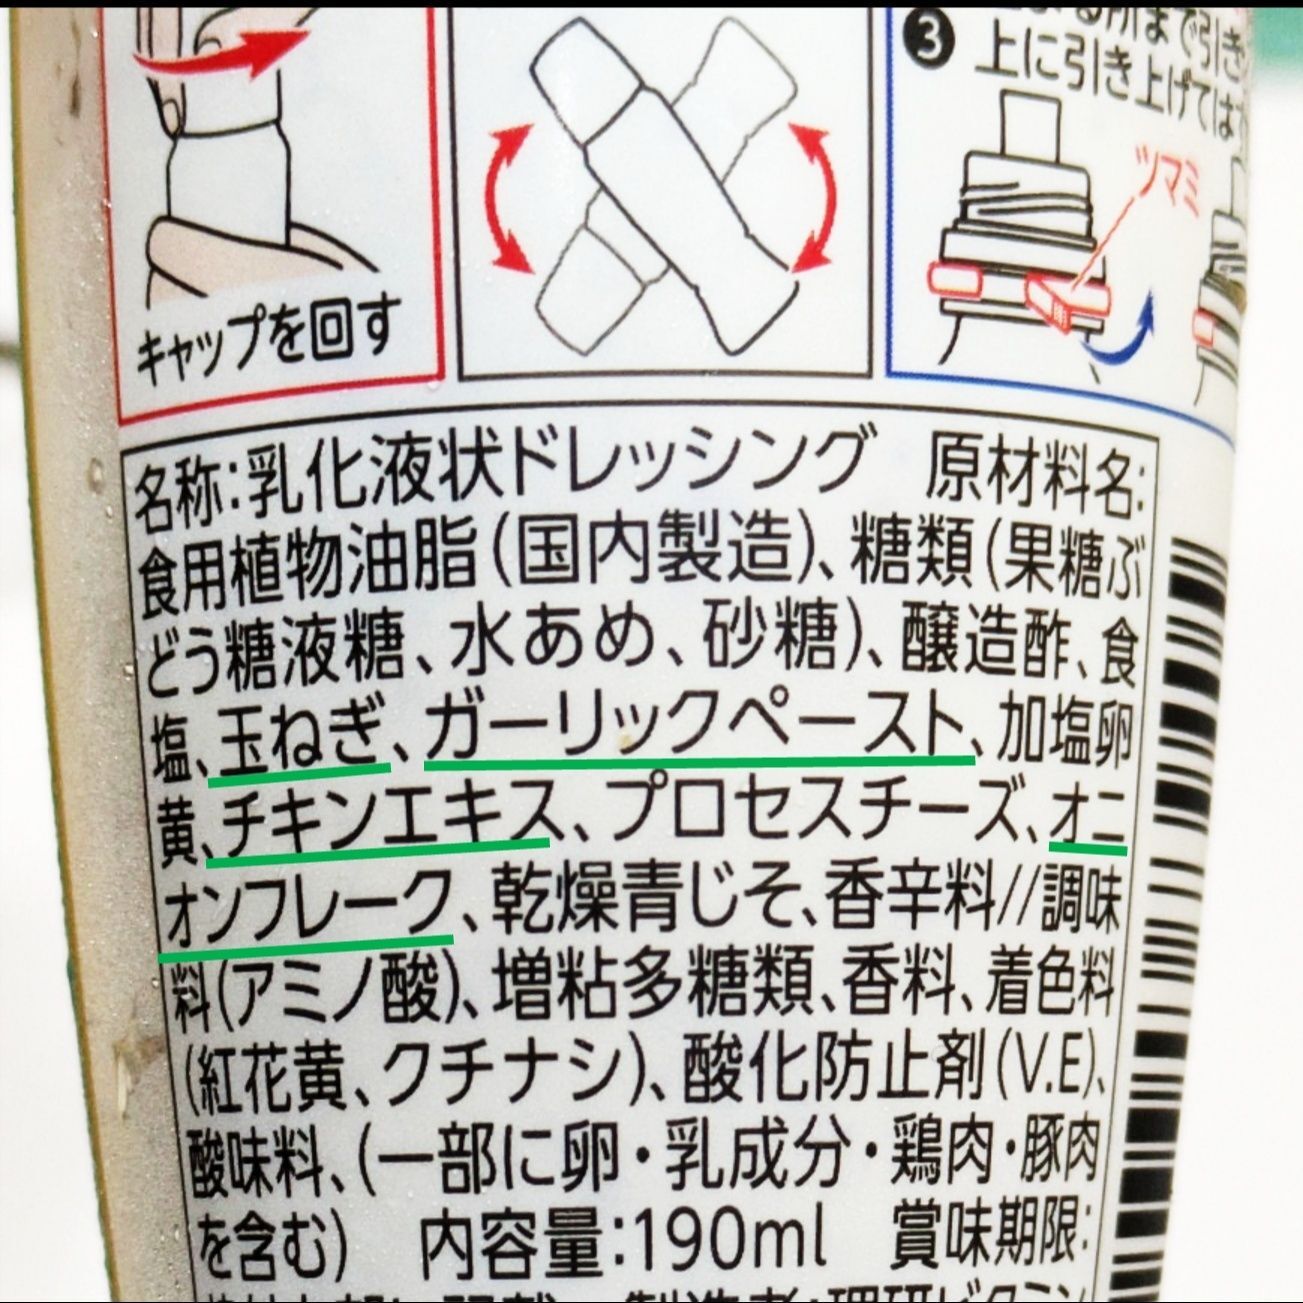 キャップを回す
③
上に引き上げては
ツマミ
名称:乳化液状ドレッシング 原材料名:
食用植物油脂(国内製造)、糖類(果糖ぶ
どう糖液糖、水あめ、砂糖)、醸造酢、食
塩、玉ねぎ、ガーリックペースト、加塩卵
黄、チキンエキス、プロセスチーズ、オニ
オンフレーク、乾燥青じそ、香辛料//調味
料(アミノ酸)、増粘多糖類、香料、着色料
(紅花黄、クチナシ)、酸化防止剤(V.E)、
酸味料、(一部に卵・乳成分・鶏肉・豚肉
を含む) 内容量:190ml 賞味期限: